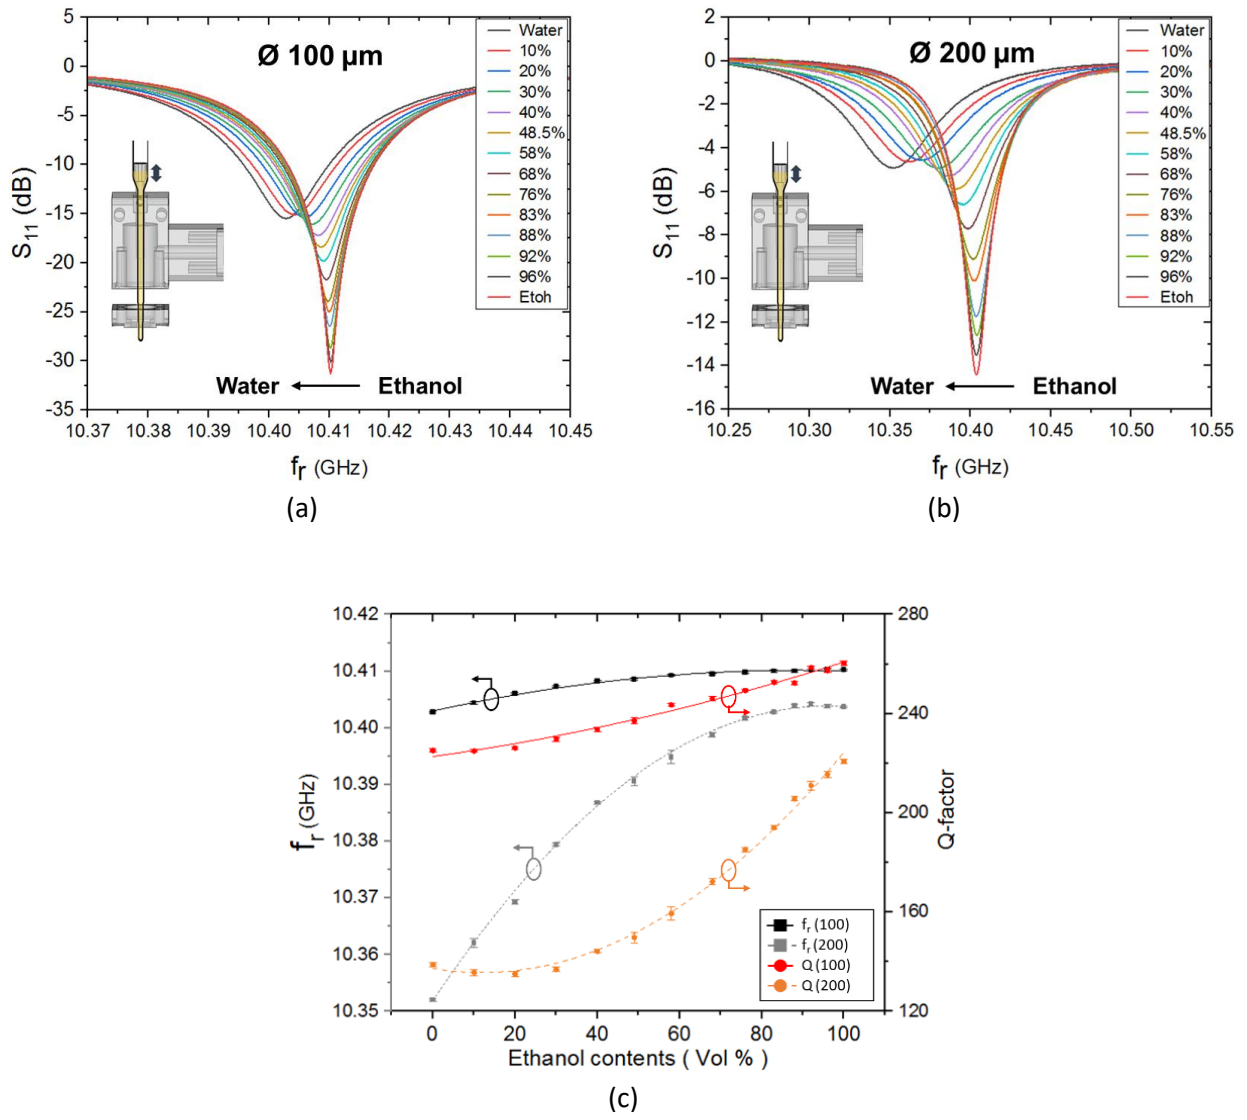 5
0
-5
-10
-15
-20
-25
-30
-35
S11 (dB)
Ø 100 µm
Water
10%
20%
30%
40%
48.5%
58%
68%
76%
83%
88%
92%
96%
Etoh
Water
Ethanol
10.37 10.38 10.39 10.40 10.41 10.42 10.43 10.44 10.45
fr (GHz)
(a)
2
0
-2
-4
-6
-8
-10
-12
-14
-16
S11 (dB)
Ø 200 µm
Water
10%
20%
30%
40%
48.5%
58%
68%
76%
83%
88%
92%
96%
Etoh
Water
Ethanol
10.25 10.30 10.35 10.40 10.45 10.50 10.55
fr (GHz)
(b)
10.42
10.41
10.40
10.39
10.38
10.37
10.36
10.35
fr (GHz)
280
240
200
160
120
Q-factor
fr (100)
fr (200)
Q (100)
Q (200)
0 20 40 60 80 100
Ethanol contents ( Vol % )
(c)